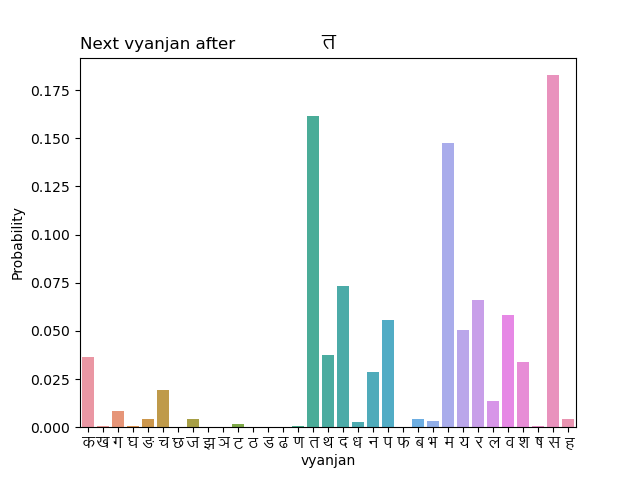 Next vyanjan after त
0.175
0.150
0.125
0.100
0.075
0.050
0.025
0.000
Probability
क ख ग घ ङ च छ ज झ ञ ट ठ ड ढ ण त थ द ध न प फ ब भ म य र ल व श ष स ह
vyanjan